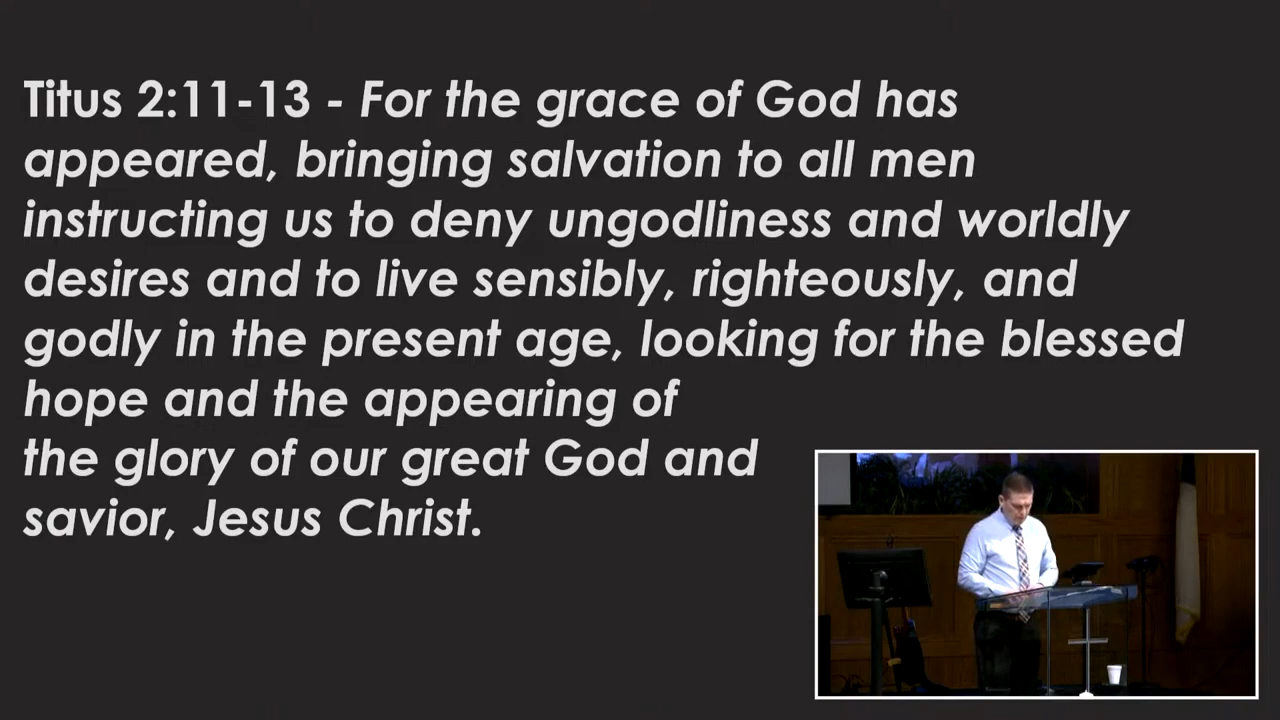 Titus 2:11-13 - For the grace of God has
appeared, bringing salvation to all men
instructing us to deny ungodliness and worldly
desires and to live sensibly, righteously, and
godly in the present age, looking for the blessed
hope and the appearing of
the glory of our great God and
savior, Jesus Christ.